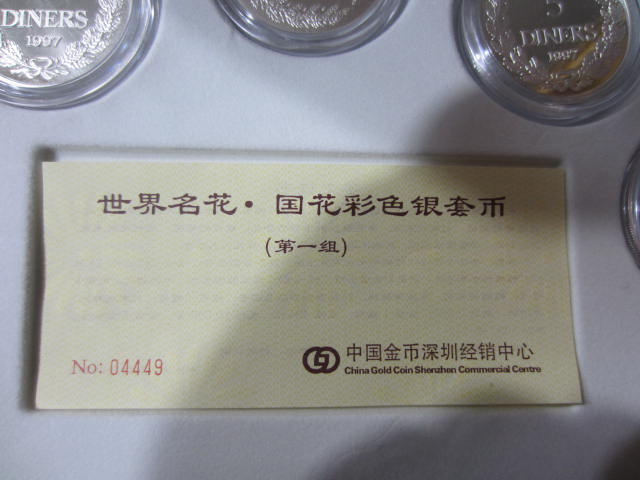 DINERS
1997
5
DINERS
1997
世界名花·国花彩色银套币
(第一组)
No: 04449
中国金币深圳经销中心
China Gold Coin Shenzhen Commercial Centre